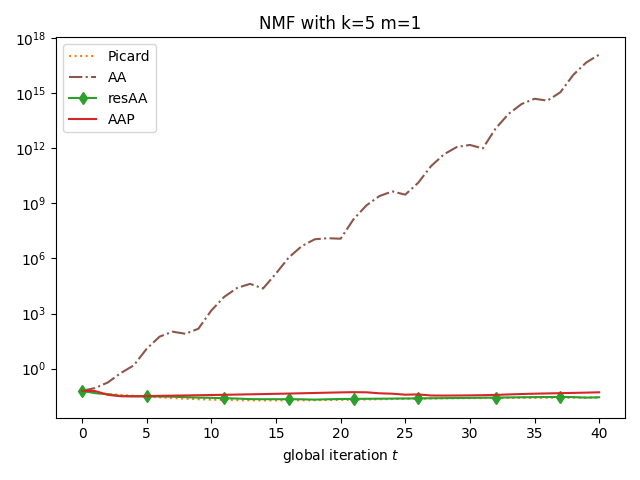 NMF with k=5 m=1
10^18
10^15
10^12
10^9
10^6
10^3
10^0
Picard
AA
resAA
AAP
0 5 10 15 20 25 30 35 40
global iteration t